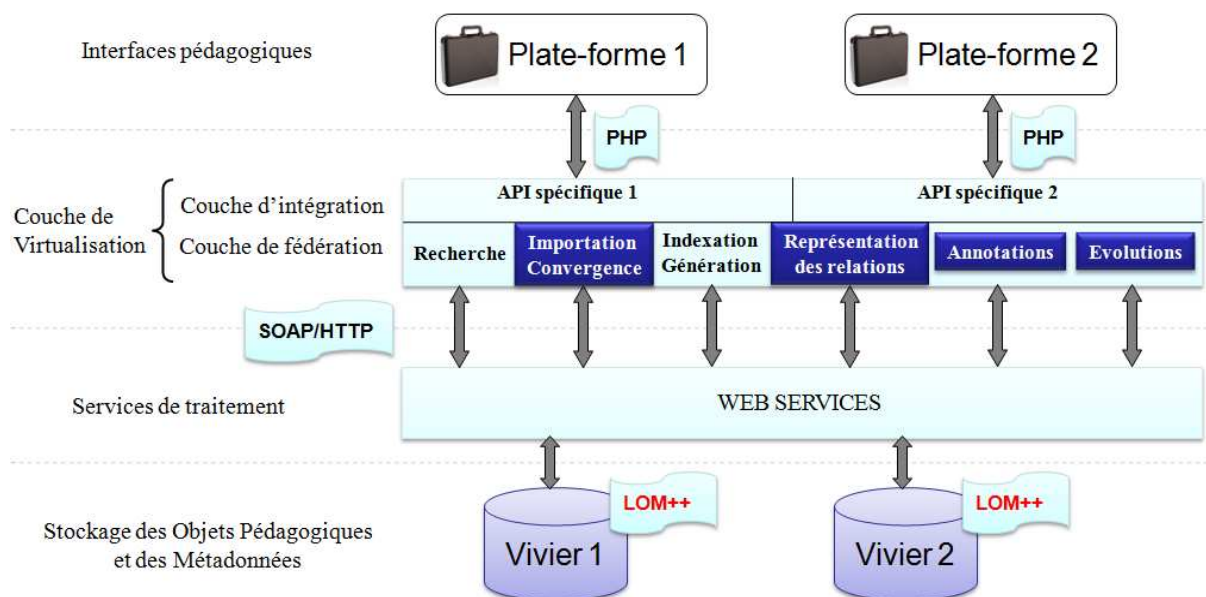 Interfaces pédagogiques
Plate-forme 1
Plate-forme 2
PHP
PHP
Couche de
Virtualisation
Couche d'intégration
Couche de fédération
API spécifique 1
API spécifique 2
Recherche
Importation
Convergence
Indexation
Génération
Représentation
des relations
Annotations
Evolutions
SOAP/HTTP
Services de traitement
WEB SERVICES
Stockage des Objets Pédagogiques
et des Métadonnées
LOM++
Vivier 1
LOM++
Vivier 2